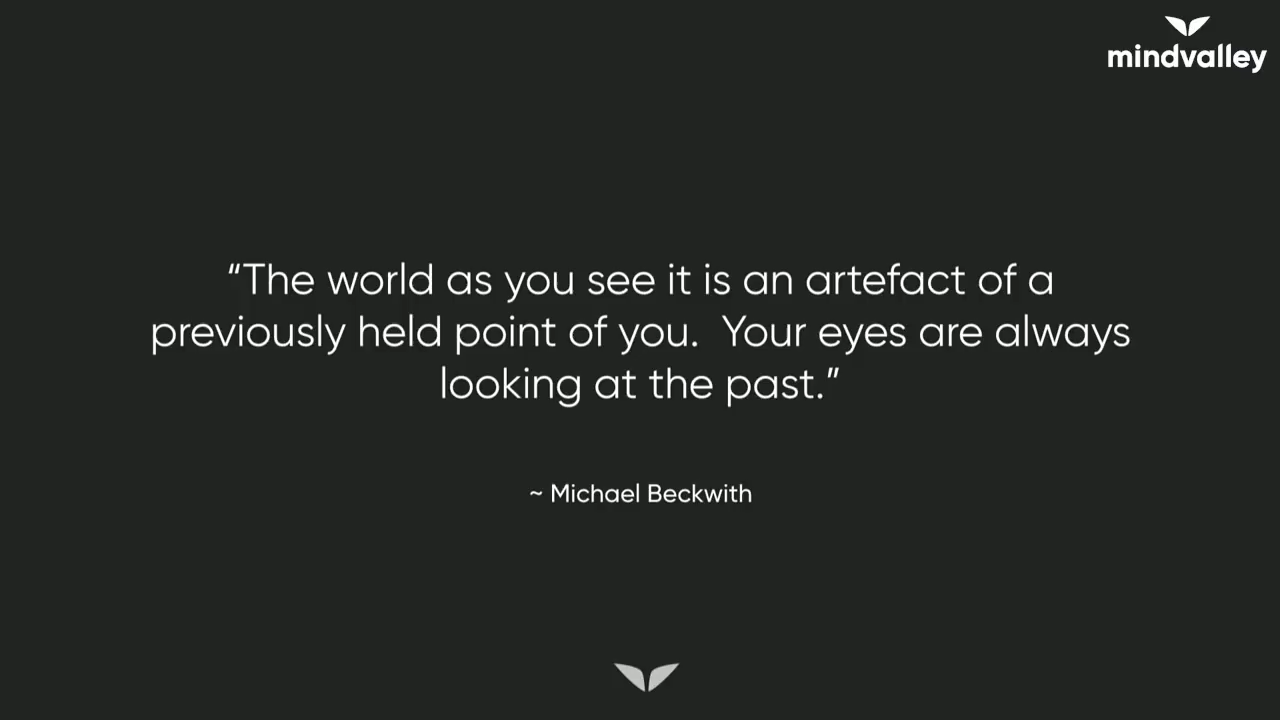 mindvalley
“The world as you see it is an artefact of a
previously held point of you.  Your eyes are always
looking at the past.”
~ Michael Beckwith